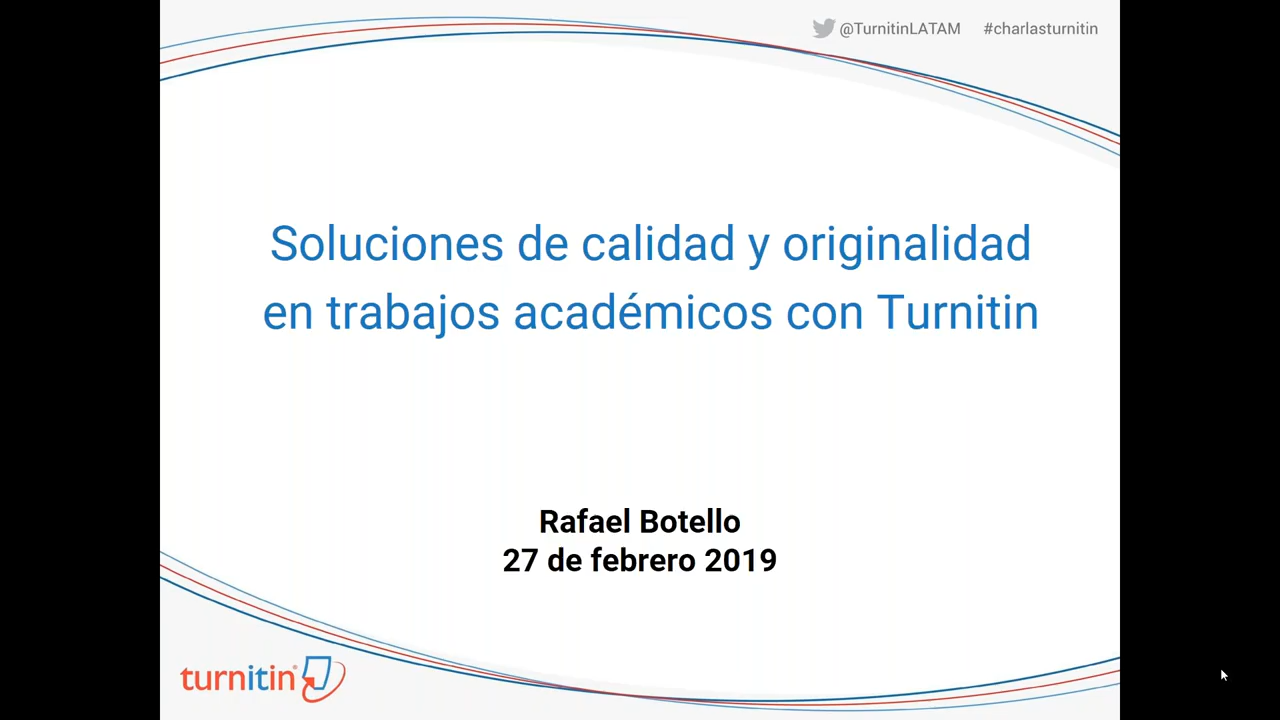 @TurnitinLATAM #charlasturnitin
Soluciones de calidad y originalidad
en trabajos académicos con Turnitin
Rafael Botello
27 de febrero 2019
turnitin®